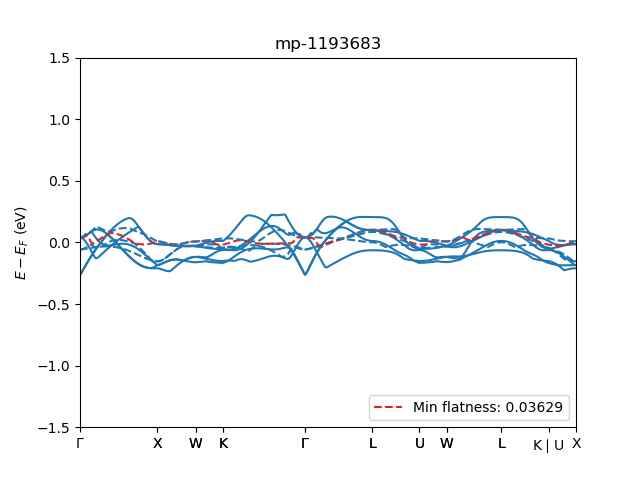 mp-1193683
1.5
1.0
0.5
0.0
−0.5
−1.0
−1.5
E − E_F (eV)
Min flatness: 0.03629
Γ X W K Γ L U W L K | U X